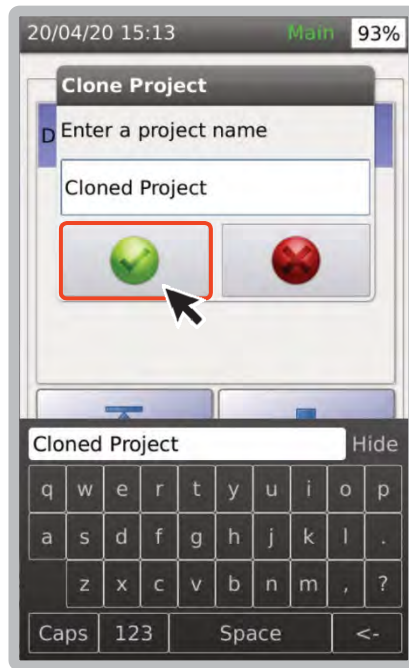 20/04/20 15:13 Main 93%
Clone Project
D Enter a project name
Cloned Project
Cloned Project Hide
q w e r t y u i o p
a s d f g h j k l .
z x c v b n m , ?
Caps 123 Space <-